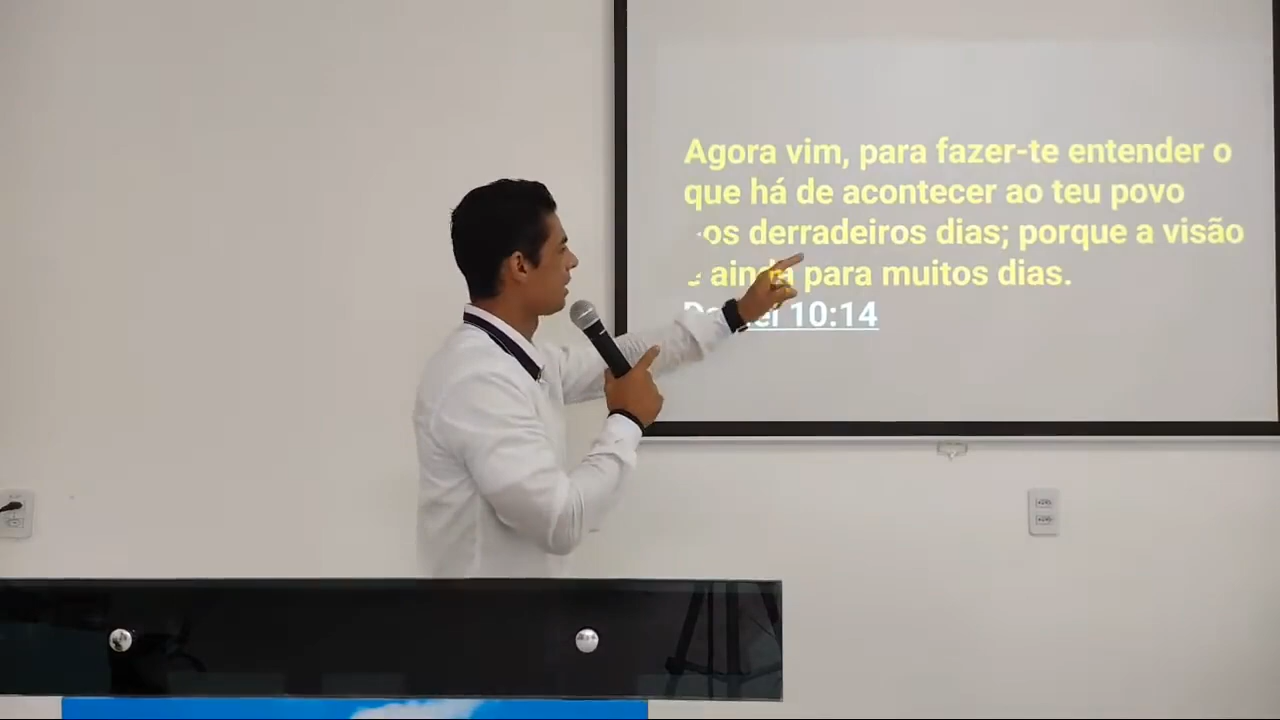 Agora vim, para fazer-te entender o
que há de acontecer ao teu povo
derradeiros dias; porque a visão
ainda para muitos dias.
10:14